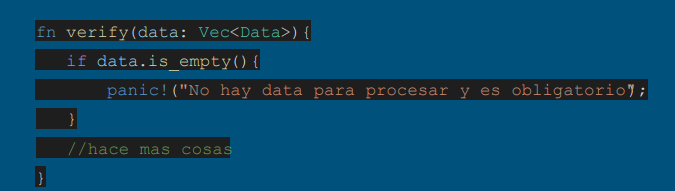 fn verify(data: Vec<Data>){
if data.is_empty(){
panic!("No hay data para procesar y es obligatorio");
}
//hace mas cosas
}